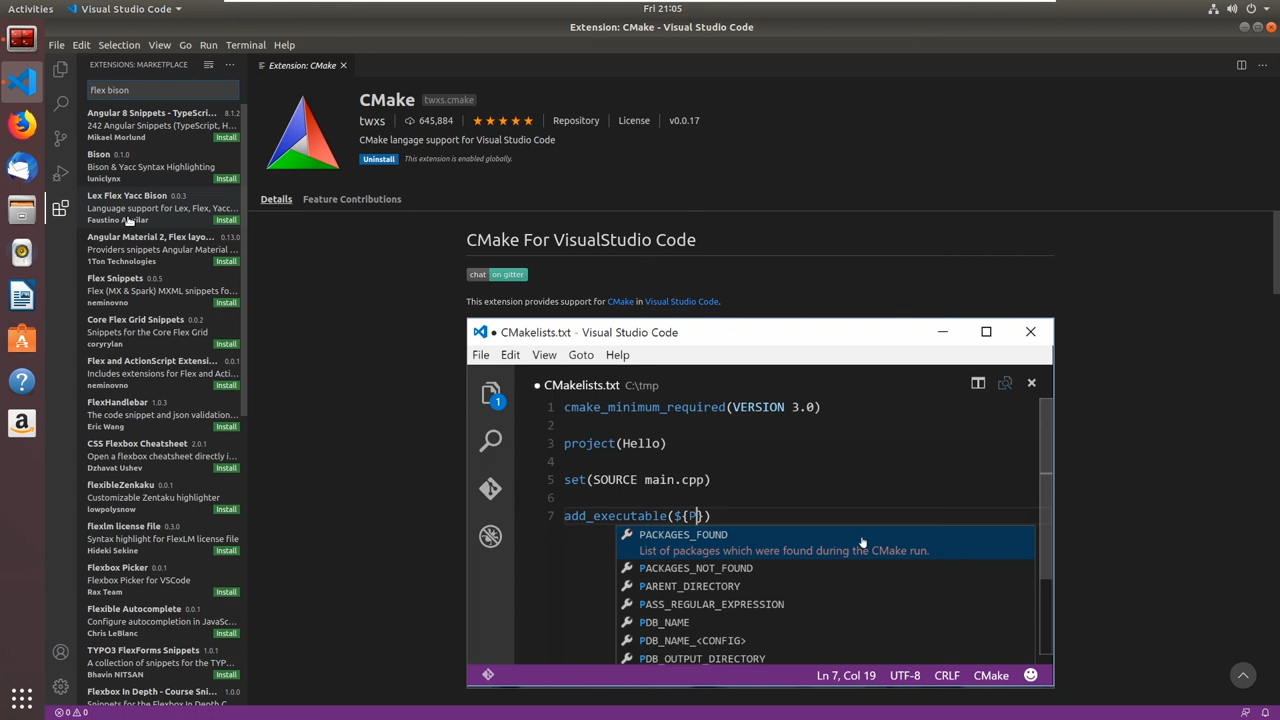 Activities
Visual Studio Code
Fri 21:05
Extension: CMake - Visual Studio Code
File Edit Selection View Go Run Terminal Help
EXTENSIONS: MARKETPLACE
flex bison
Angular 8 Snippets - TypeScri... 8.1.2
242 Angular Snippets (TypeScript, H...
Mikael Morlund Install
Bison 0.1.0
Bison & Yacc Syntax Highlighting
luniclynx Install
Lex Flex Yacc Bison 0.0.3
Language support for Lex, Flex, Yacc...
Faustino Install
Angular Material 2, Flex layo... 0.13.0
Providers snippets Angular Material ...
1Ton Technologies Install
Flex Snippets 0.0.5
Flex (MX & Spark) MXML snippets fo...
neminovno Install
Core Flex Grid Snippets
Snippets for the Core Flex Grid
coryrylan Install
Flex and ActionScript Extensi... 0.0.1
Includes extensions for Flex and Acti...
neminovno Install
FlexHandlebar 1.0.3
The code snippet and json validation...
Eric Wang Install
CSS Flexbox Cheatsheet 2.0.1
Open a flexbox cheatsheet directly i...
Dzhavat Ushev Install
flexibleZenkaku 0.0.1
Customizable Zentaku highlighter
lowpolysnow Install
flexlm license file 0.3.0
Syntax highlight for FlexLM license file
Hideki Sekine Install
Flexbox Picker 0.0.1
Flexbox Picker for VSCode
Rax Team Install
Flexible Autocomplete 0.0.1
Configure autocompletion in JavaSc...
Chris LeBlanc Install
TYPO3 FlexForms Snippets 1.0.1
A collection of snippets for the TYP...
Bhavin NITSAN Install
Flexbox In Depth - Course Sni... 1.0.0
Snippets for the Flexbox In Depth C...
Extension: CMake
CMake twxs.cmake
twxs 645,884 Repository License v0.0.17
CMake langage support for Visual Studio Code
Uninstall This extension is enabled globally.
Details Feature Contributions
CMake For VisualStudio Code
chat on gitter
This extension provides support for CMake in Visual Studio Code.
CMakelists.txt - Visual Studio Code
File Edit View Goto Help
1
CMakelists.txt C:\tmp
1 cmake_minimum_required(VERSION 3.0)
2
3 project(Hello)
4
5 set(SOURCE main.cpp)
6
7 add_executable(${P})
PACKAGES_FOUND
List of packages which were found during the CMake run.
PACKAGES_NOT_FOUND
PARENT_DIRECTORY
PASS_REGULAR_EXPRESSION
PDB_NAME
PDB_NAME_<CONFIG>
PDB_OUTPUT_DIRECTORY
Ln 7, Col 19 UTF-8 CRLF CMake
0 0